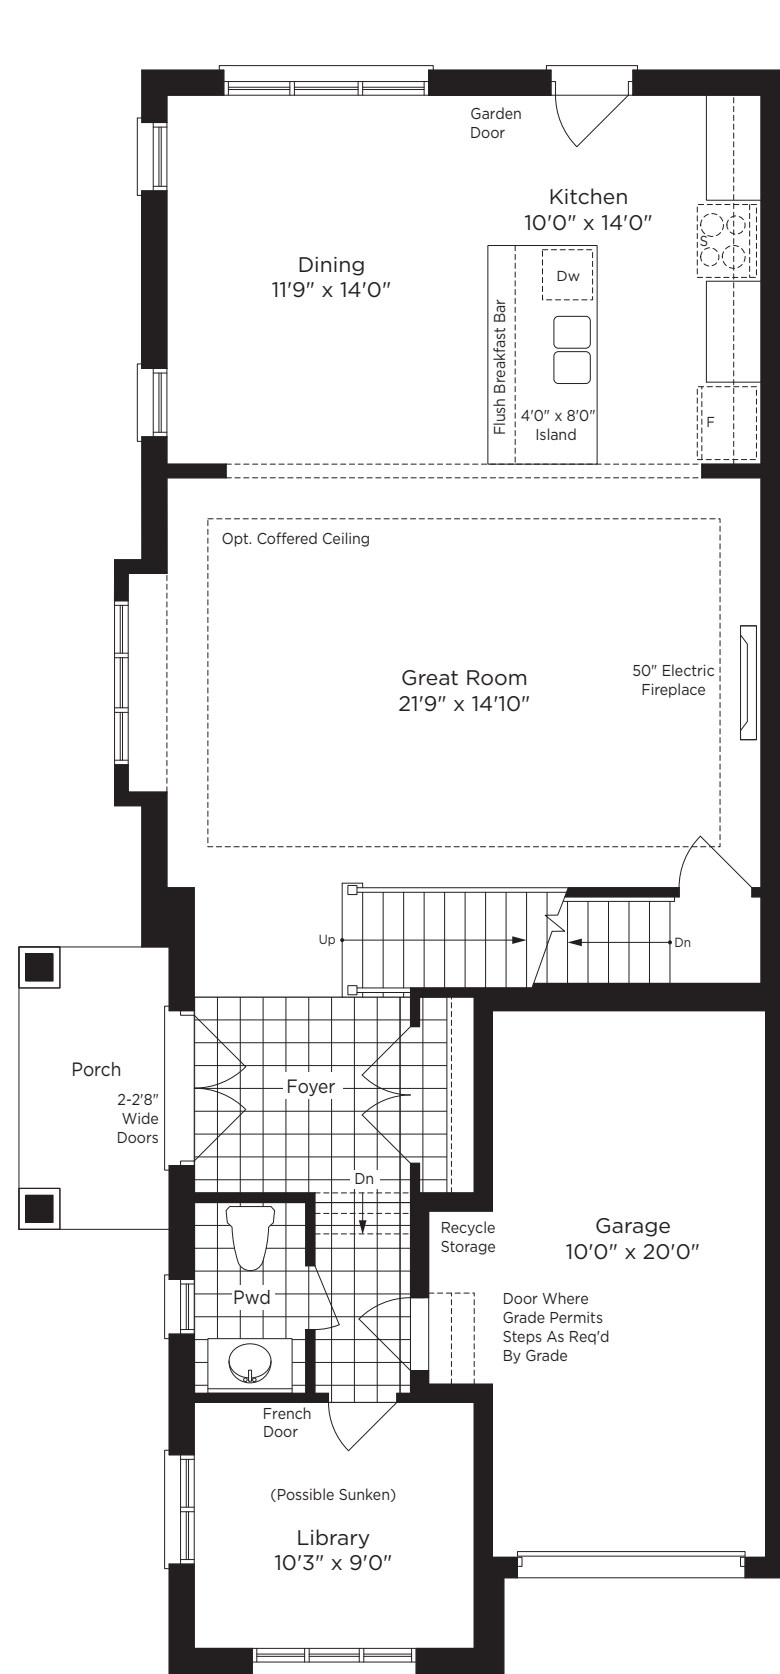 Garden
Door
Kitchen
10'0" x 14'0"
Dining
11'9" x 14'0"
S
Dw
Flush Breakfast Bar
4'0" x 8'0"
Island
F
Opt. Coffered Ceiling
Great Room
21'9" x 14'10"
50" Electric
Fireplace
Up
Dn
Porch
2-2'8"
Wide
Doors
Foyer
Dn
Recycle
Storage
Garage
10'0" x 20'0"
Pwd
Door Where
Grade Permits
Steps As Req'd
By Grade
French
Door
(Possible Sunken)
Library
10'3" x 9'0"